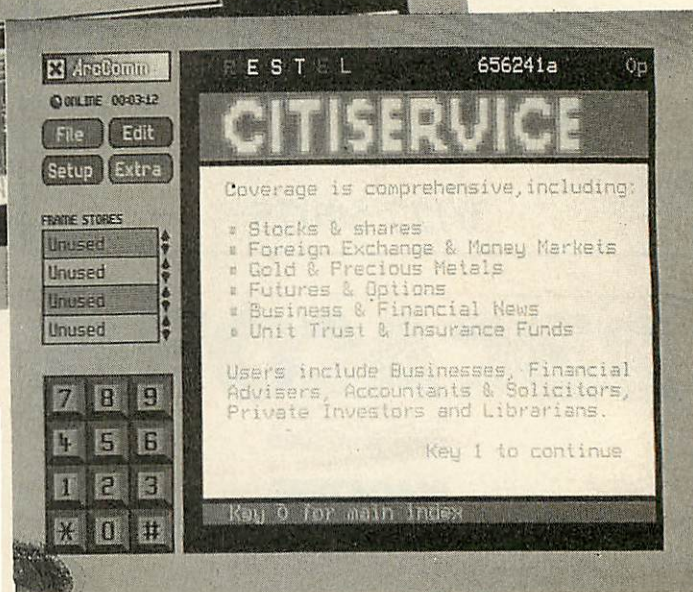 ArcComm
RESTEL 656241a 0p
ONLINE 00:03:12
CITISERVICE
File Edit
Setup Extra
Coverage is comprehensive,including:
Stocks & shares
Foreign Exchange & Money Markets
Gold & Precious Metals
Futures & Options
Business & Financial News
Unit Trust & Insurance Funds
FRAME STORES
Unused
Unused
Unused
Unused
Users include Businesses, Financial
Advisers, Accountants & Solicitors,
Private Investors and Librarians.
Key 1 to continue
7 8 9
4 5 6
1 2 3
* 0 #
Key 0 for main index